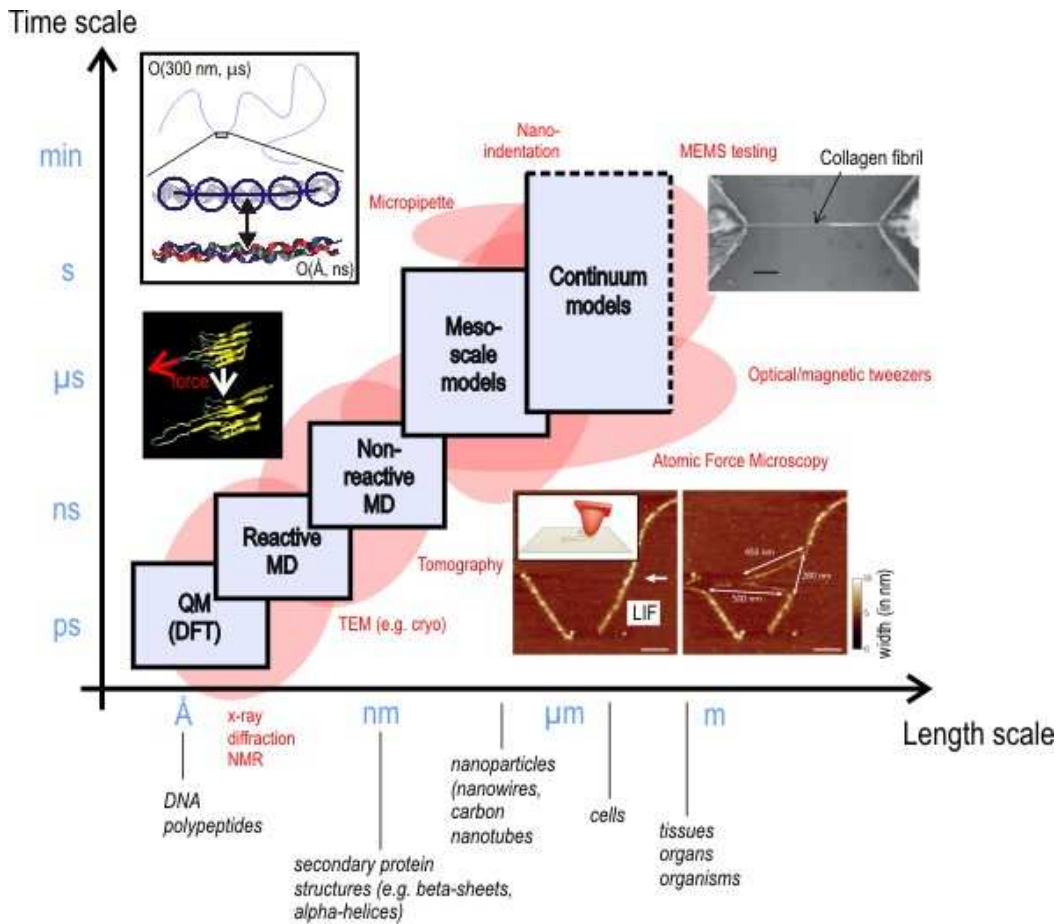 Time scale
O(300 nm, µs)
O(Å, ns)
min
s
µs
ns
ps
Nano-
indentation
MEMS testing
Collagen fibril
Micropipette
Continuum
models
Meso-
scale
models
force
Optical/magnetic tweezers
Non-
reactive
MD
Atomic Force Microscopy
Reactive
MD
Tomography
LIF
500 nm
width (in nm)
QM
(DFT)
TEM (e.g. cryo)
Å
nm
µm
m
Length scale
x-ray
diffraction
NMR
DNA
polypeptides
secondary protein
structures (e.g. beta-sheets,
alpha-helices)
nanoparticles
(nanowires,
carbon
nanotubes
cells
tissues
organs
organisms